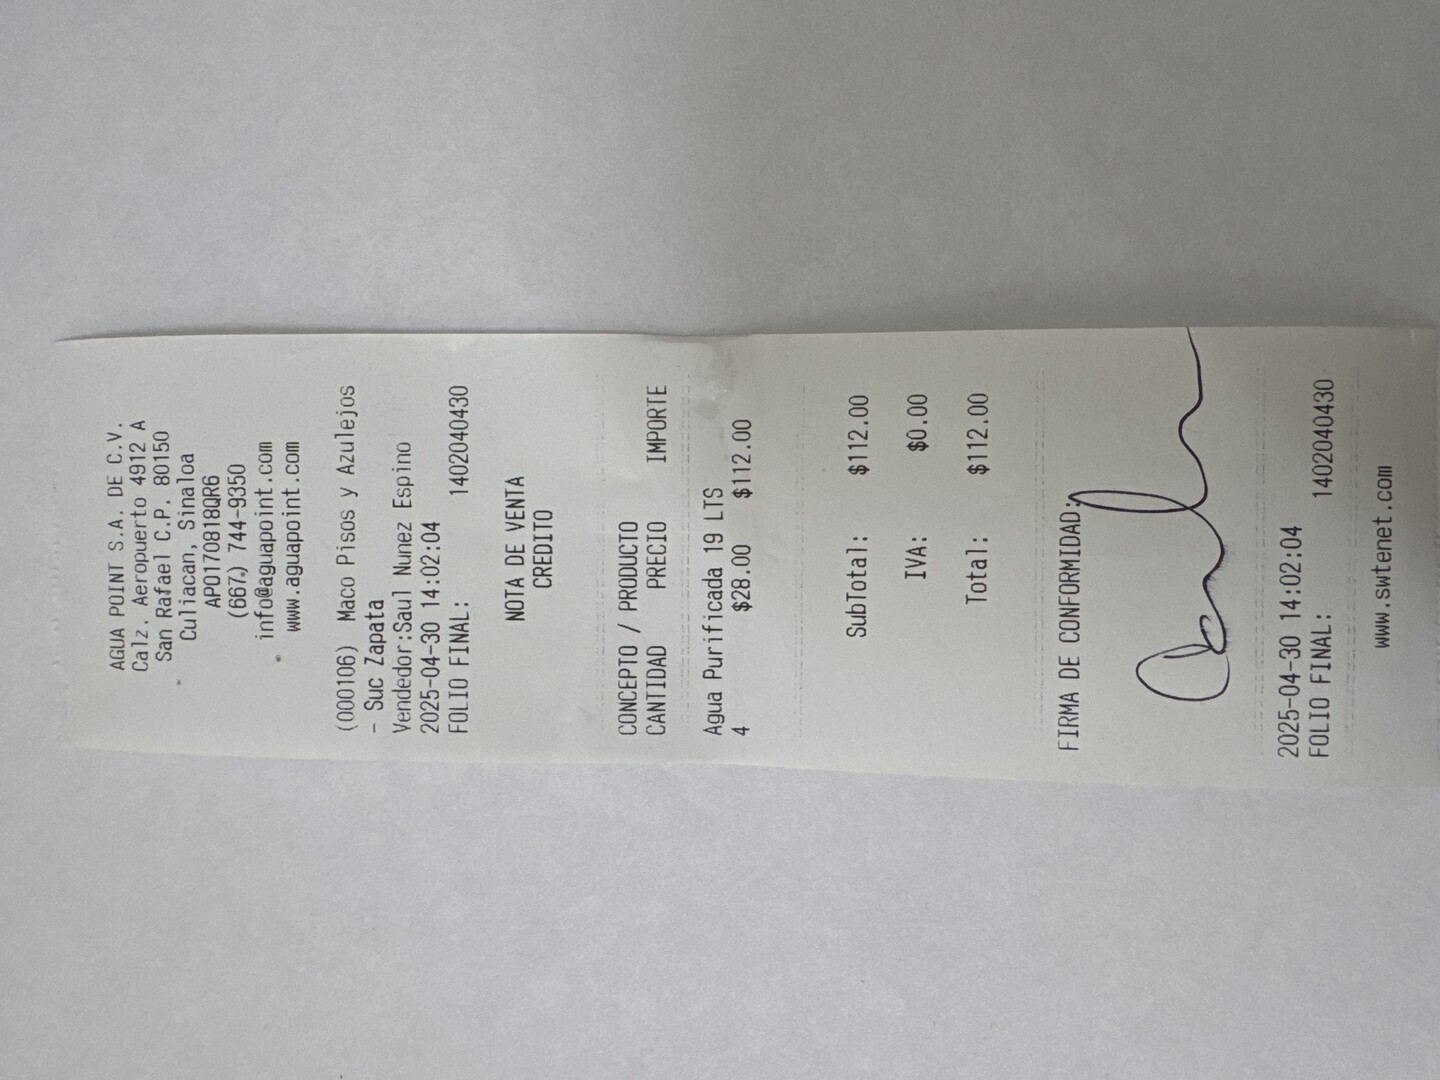 AGUA POINT S.A. DE C.V.
Calz. Aeropuerto 4912 A
San Rafael C.P. 80150
Culiacan, Sinaloa
APO170818QR6
(667) 744-9350
info@aguapoint.com
www.aguapoint.com
(000106) Maco Pisos y Azulejos
- Suc Zapata
Vendedor:Saul Nunez Espino
2025-04-30 14:02:04
FOLIO FINAL: 1402040430
NOTA DE VENTA
CREDITO
CONCEPTO / PRODUCTO
CANTIDAD PRECIO IMPORTE
Agua Purificada 19 LTS
4 $28.00 $112.00
SubTotal: $112.00
IVA: $0.00
Total: $112.00
FIRMA DE CONFORMIDAD:
2025-04-30 14:02:04
FOLIO FINAL: 1402040430
www.swtenet.com